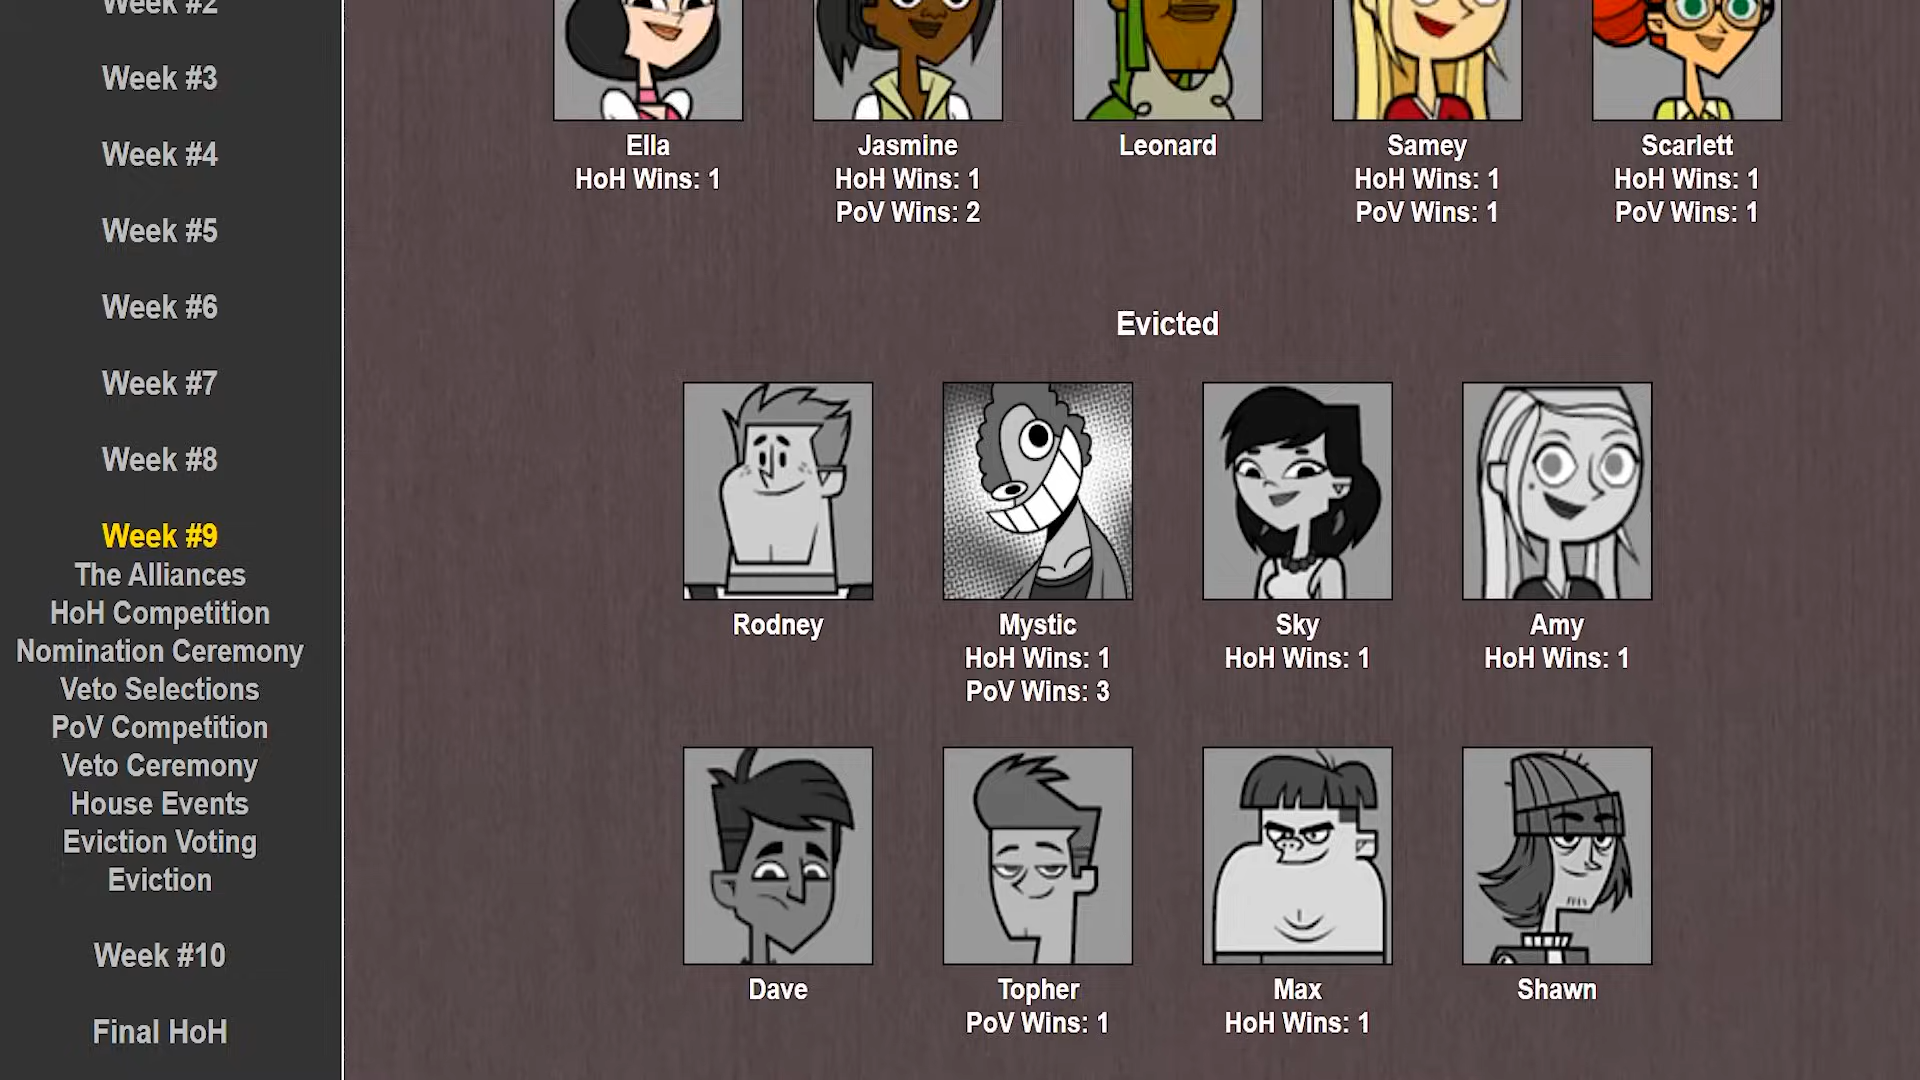 Week #2
Week #3
Week #4
Week #5
Week #6
Week #7
Week #8
Week #9
The Alliances
HoH Competition
Nomination Ceremony
Veto Selections
PoV Competition
Veto Ceremony
House Events
Eviction Voting
Eviction
Week #10
Final HoH
Ella
HoH Wins: 1
Jasmine
HoH Wins: 1
PoV Wins: 2
Leonard
Samey
HoH Wins: 1
PoV Wins: 1
Scarlett
HoH Wins: 1
PoV Wins: 1
Evicted
Rodney
Mystic
HoH Wins: 1
PoV Wins: 3
Sky
HoH Wins: 1
Amy
HoH Wins: 1
Dave
Topher
PoV Wins: 1
Max
HoH Wins: 1
Shawn